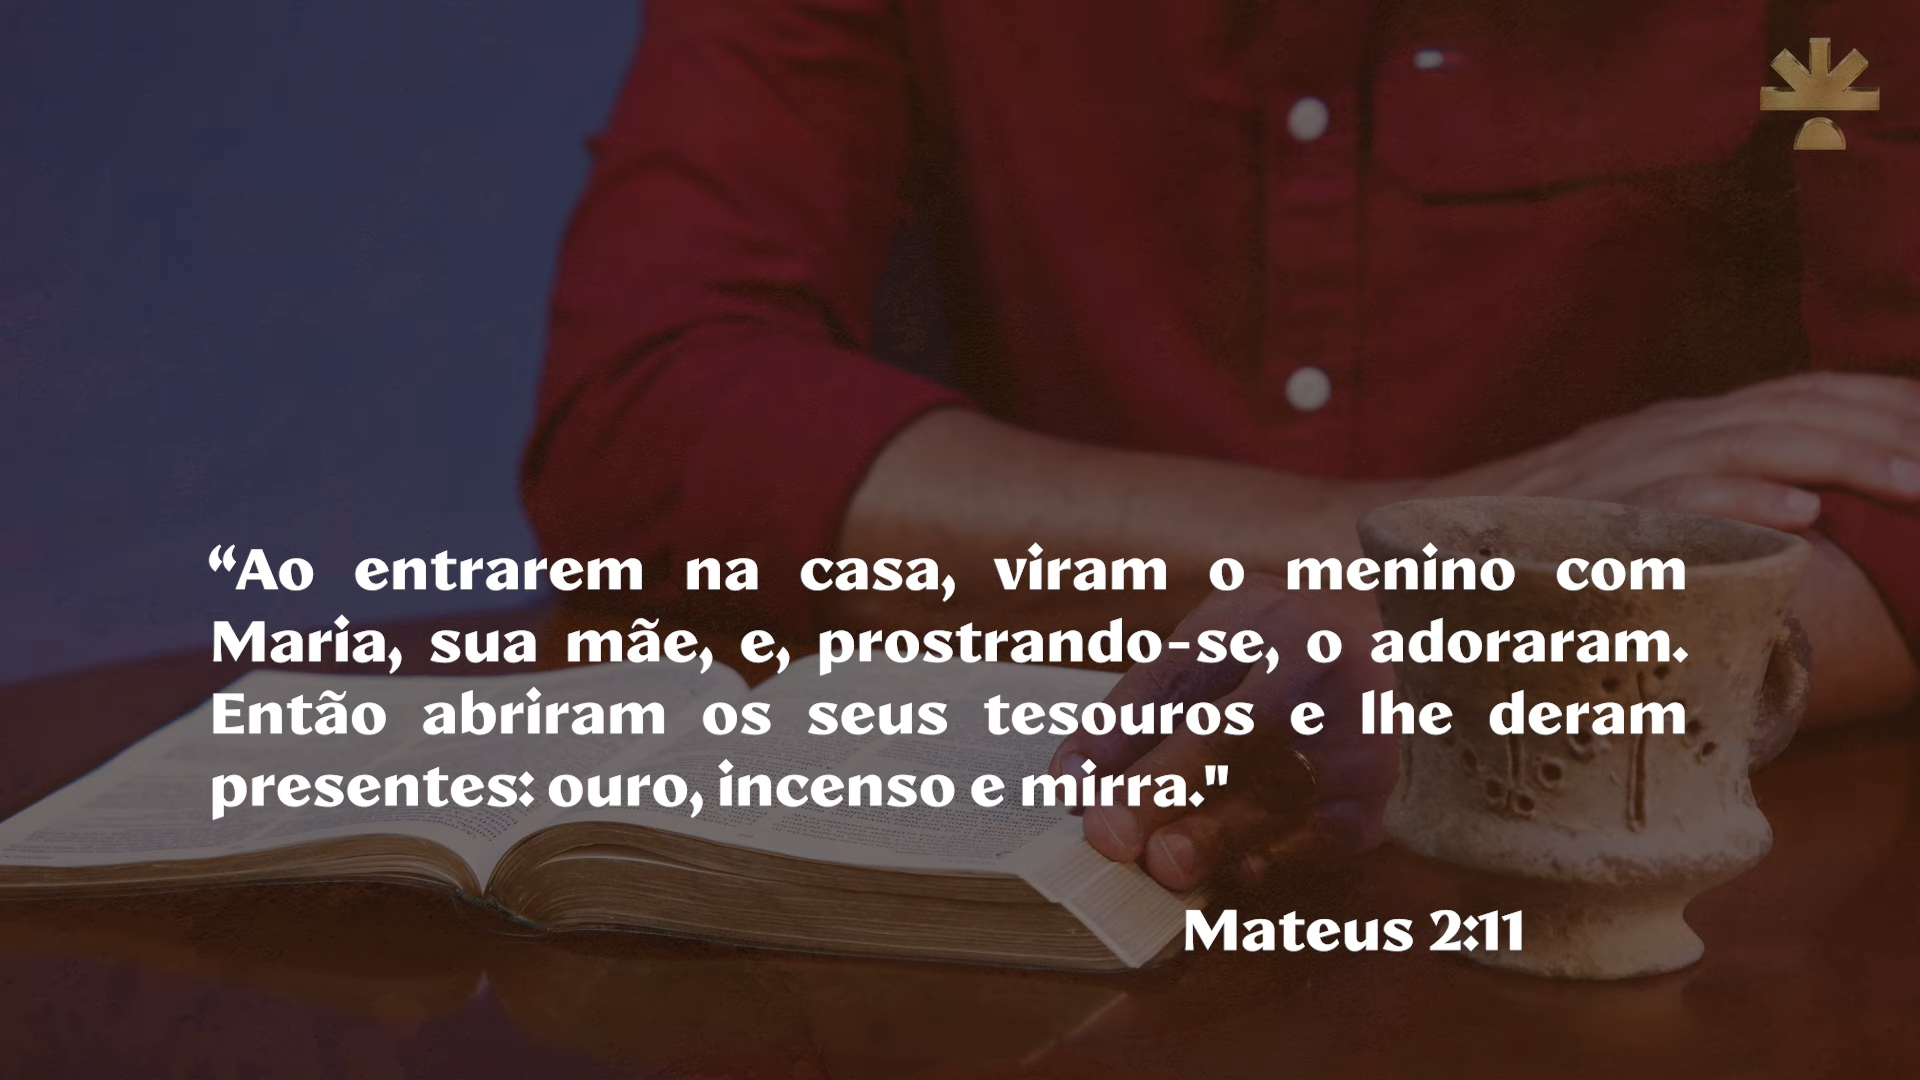 “Ao entrarem na casa, viram o menino com
Maria, sua mãe, e, prostrando-se, o adoraram.
Então abriram os seus tesouros e lhe deram
presentes: ouro, incenso e mirra."
Mateus 2:11